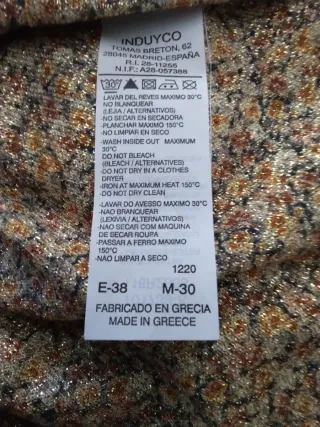 INDUYCO
TOMAS BRETON, 62
28045 MADRID-ESPAÑA
R.I. 28-11255
N.I.F.: A28-057388
30°
LAVAR DEL REVES MAXIMO 30°C
-NO BLANQUEAR
(LEJIA / ALTERNATIVOS)
-NO SECAR EN SECADORA
-PLANCHAR MAXIMO 150°C
-NO LIMPIAR EN SECO
-WASH INSIDE OUT MAXIMUM
30°C
-DO NOT BLEACH
(BLEACH / ALTERNATIVES)
-DO NOT DRY IN A CLOTHES
DRYER
-IRON AT MAXIMUM HEAT 150°C
-DO NOT DRY CLEAN
-LAVAR DO AVESSO MAXIMO 30°C
-NAO BRANQUEAR
(LEXIVIA / ALTERNATIVOS)
-NAO SECAR COM MAQUINA
DE SECAR ROUPA
-PASSAR A FERRO MAXIMO
150°C
-NAO LIMPAR A SECO
1220
E-38 M-30
FABRICADO EN GRECIA
MADE IN GREECE